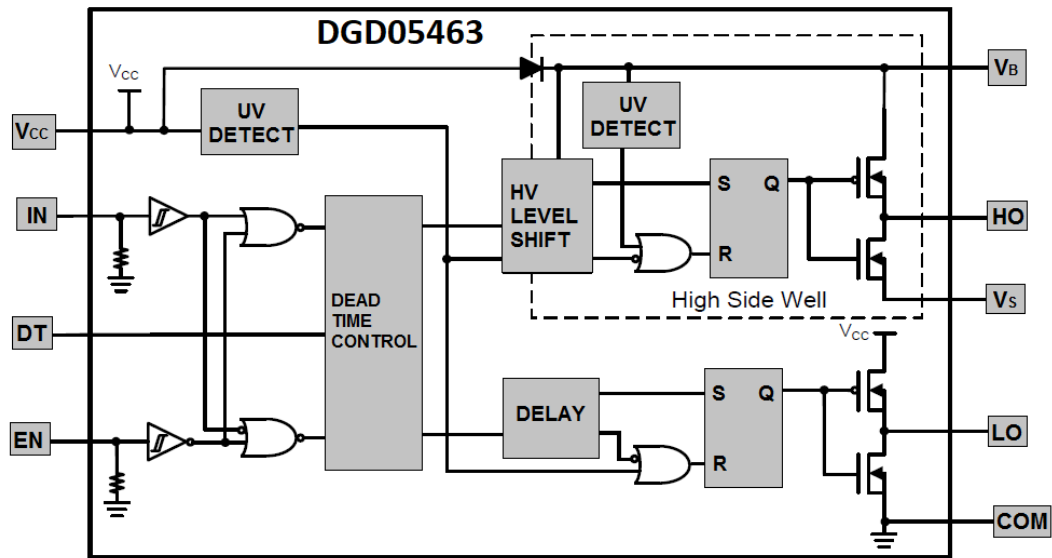 DGD05463
VCC
VB
UV
DETECT
UV
DETECT
VCC
IN
HV
LEVEL
SHIFT
S Q
R
HO
High Side Well
VS
DEAD
TIME
CONTROL
DT
VCC
DELAY
S Q
R
LO
EN
COM